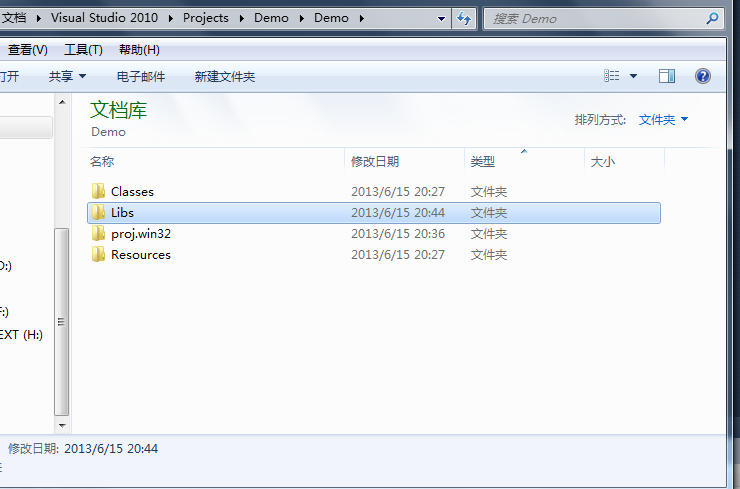 文档 Visual Studio 2010 Projects Demo Demo 搜索 Demo
查看(V) 工具(T) 帮助(H)
打开 共享 电子邮件 新建文件夹
文档库
Demo
排列方式: 文件夹
名称 修改日期 类型 大小
Classes 2013/6/15 20:27 文件夹
Libs 2013/6/15 20:44 文件夹
proj.win32 2013/6/15 20:36 文件夹
Resources 2013/6/15 20:27 文件夹
D:)
F:)
EXT (H:)
修改日期: 2013/6/15 20:44